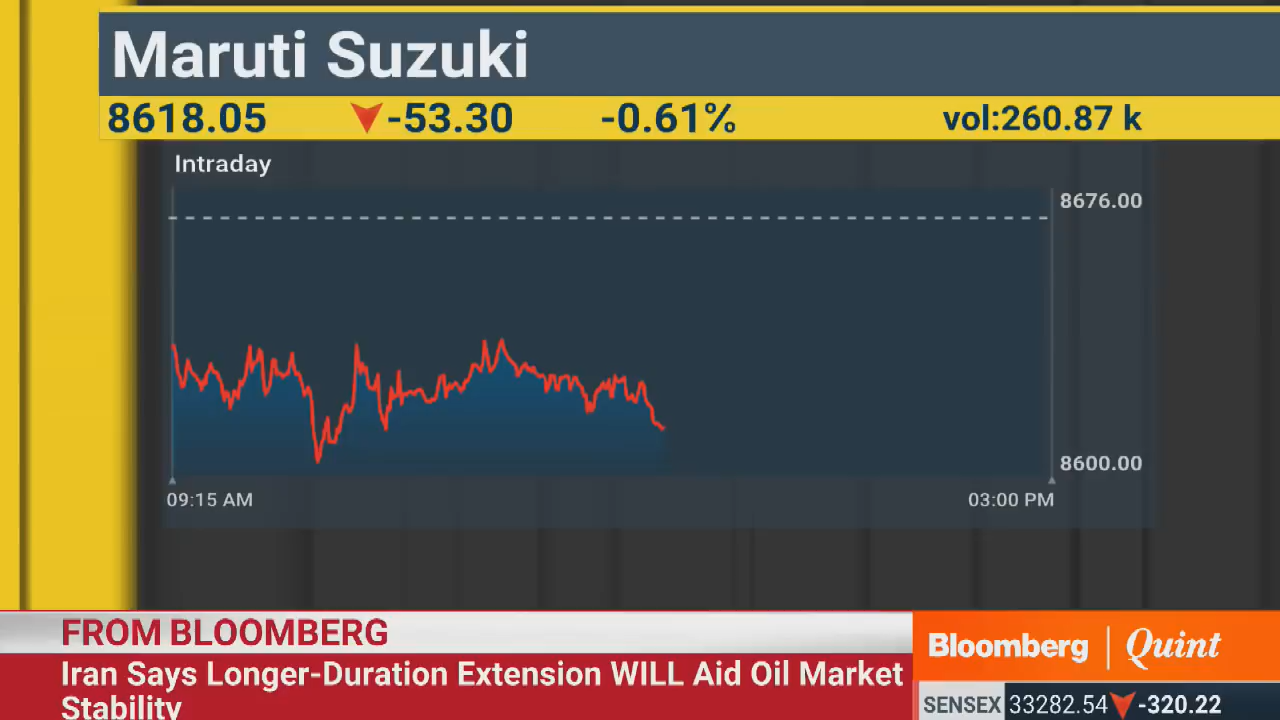 Maruti Suzuki
8618.05 -53.30 -0.61% vol:260.87 k
Intraday
8676.00
8600.00
09:15 AM 03:00 PM
FROM BLOOMBERG
Iran Says Longer-Duration Extension WILL Aid Oil Market
Stability
Bloomberg | Quint
SENSEX 33282.54 -320.22